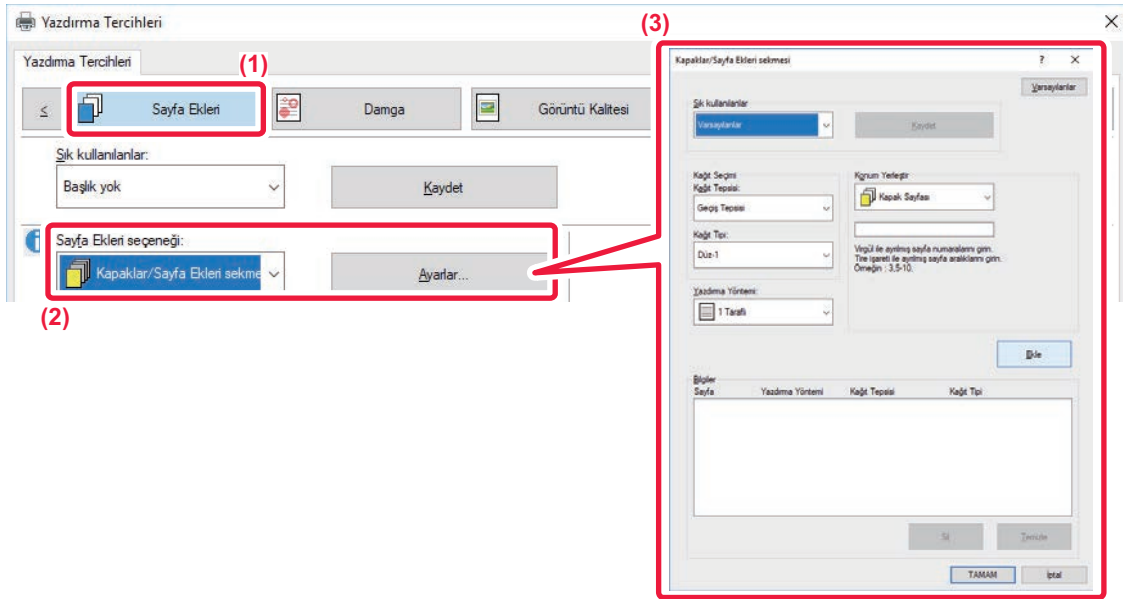 Yazdırma Tercihleri
Yazdırma Tercihleri
(1)
<
Sayfa Ekleri
Damga
Görüntü Kalitesi
Sık kullanılanlar:
Başlık yok
Kaydet
Sayfa Ekleri seçeneği:
Kapaklar/Sayfa Ekleri sekme
Ayarlar...
(2)
(3)
Kapaklar/Sayfa Ekleri sekmesi
?
Varsayılanlar
Sık kullanılanlar
Varsayılanlar
Kaydet
Kağıt Seçimi
Kağıt Tepsisi:
Geçiş Tepsisi
Kağıt Tipi:
Düz-1
Yazdırma Yöntemi:
1 Taraflı
Konum Yerleştir
Kapak Sayfası
Virgül ile ayrılmış sayfa numaralarını girin.
Tire işareti ile ayrılmış sayfa aralıklarını girin.
Örneğin : 3,5-10.
Ekle
Bilgiler
Sayfa Yazdırma Yöntemi Kağıt Tepsisi Kağıt Tipi
Sil
Temizle
TAMAM
İptal